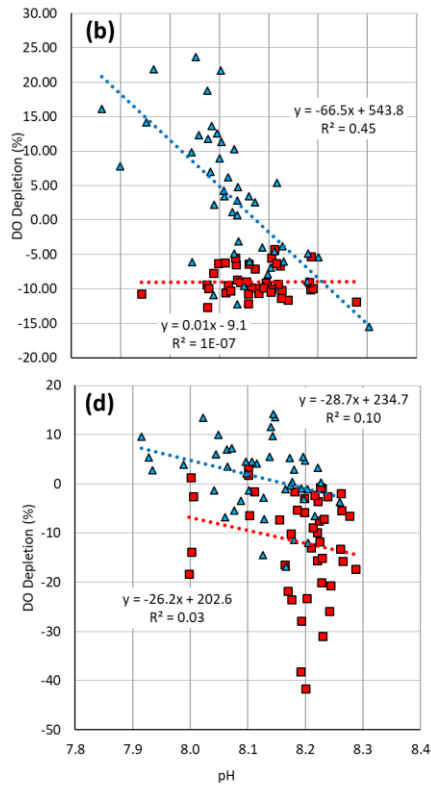 (b)
30.00
25.00
20.00
15.00
10.00
5.00
0.00
-5.00
-10.00
-15.00
-20.00
DO Depletion (%)
y = -66.5x + 543.8
R² = 0.45
y = 0.01x - 9.1
R² = 1E-07
(d)
20
10
0
-10
-20
-30
-40
-50
DO Depletion (%)
y = -28.7x + 234.7
R² = 0.10
y = -26.2x + 202.6
R² = 0.03
7.8 7.9 8.0 8.1 8.2 8.3 8.4
pH